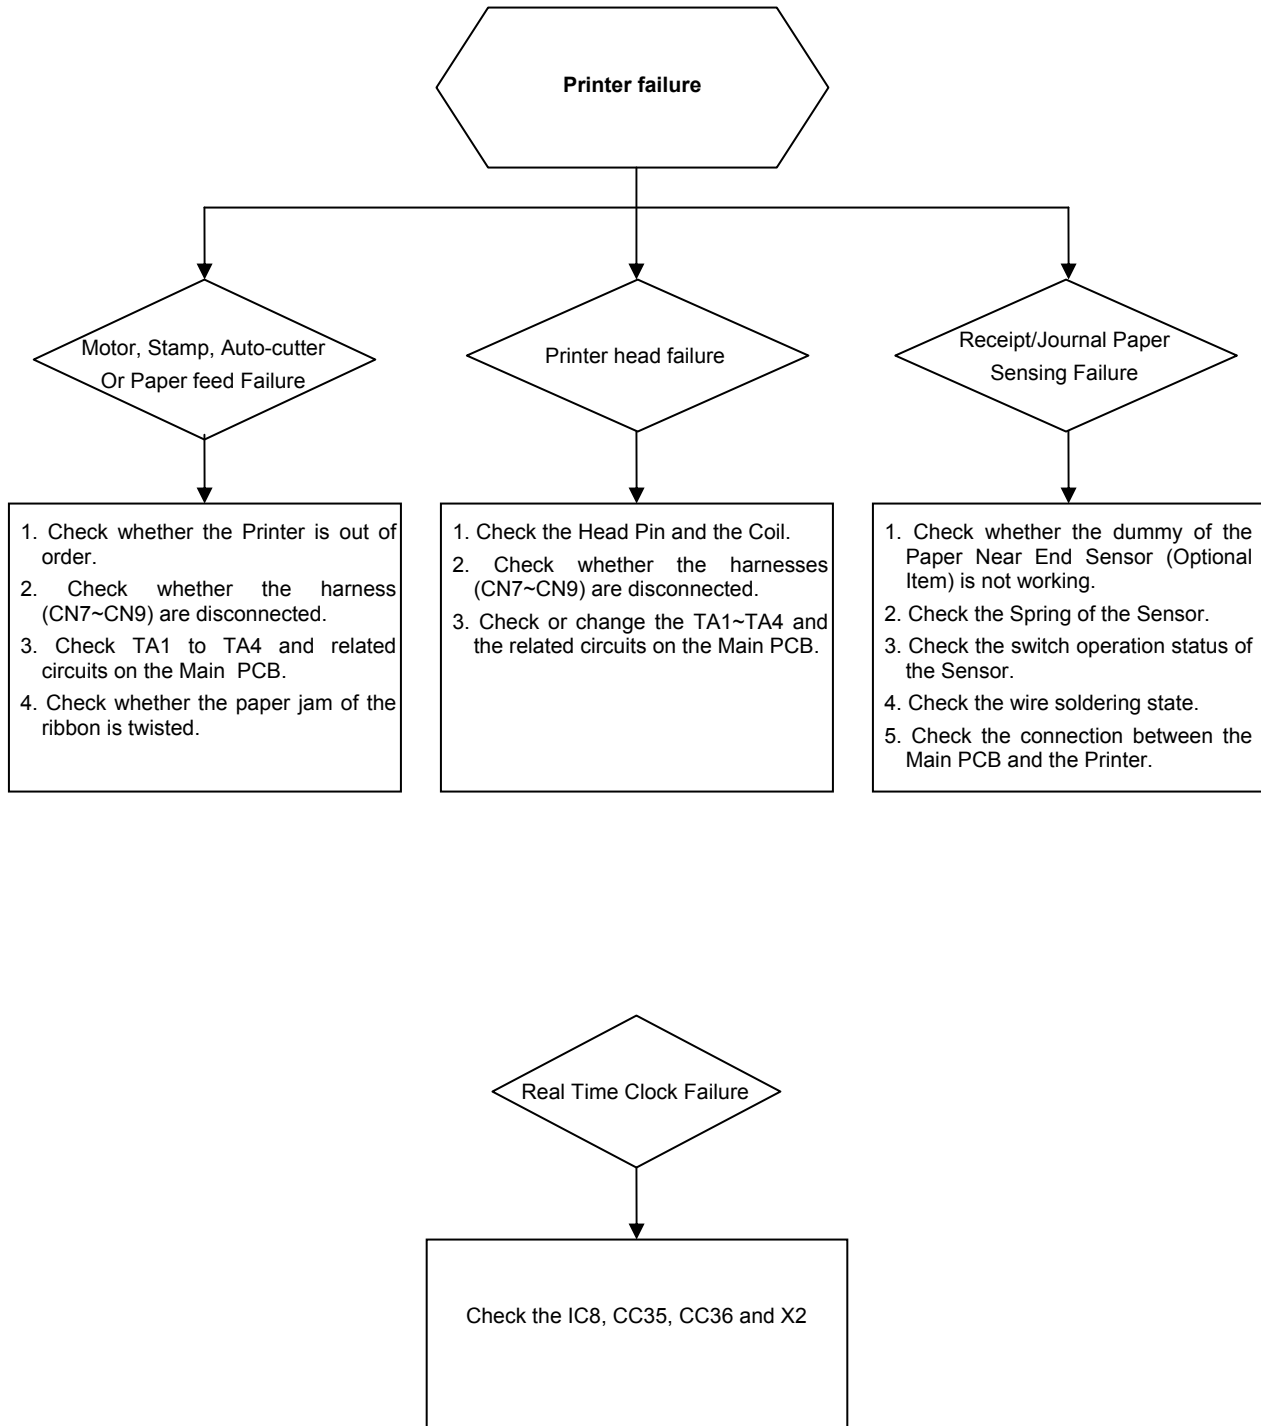 Printer failure
Motor, Stamp, Auto-cutter
Or Paper feed Failure
Printer head failure
Receipt/Journal Paper
Sensing Failure
1. Check whether the Printer is out of
order.
2. Check whether the harness
(CN7~CN9) are disconnected.
3. Check TA1 to TA4 and related
circuits on the Main PCB.
4. Check whether the paper jam of the
ribbon is twisted.
1. Check the Head Pin and the Coil.
2. Check whether the harnesses
(CN7~CN9) are disconnected.
3. Check or change the TA1~TA4 and
the related circuits on the Main PCB.
1. Check whether the dummy of the
Paper Near End Sensor (Optional
Item) is not working.
2. Check the Spring of the Sensor.
3. Check the switch operation status of
the Sensor.
4. Check the wire soldering state.
5. Check the connection between the
Main PCB and the Printer.
Real Time Clock Failure
Check the IC8, CC35, CC36 and X2